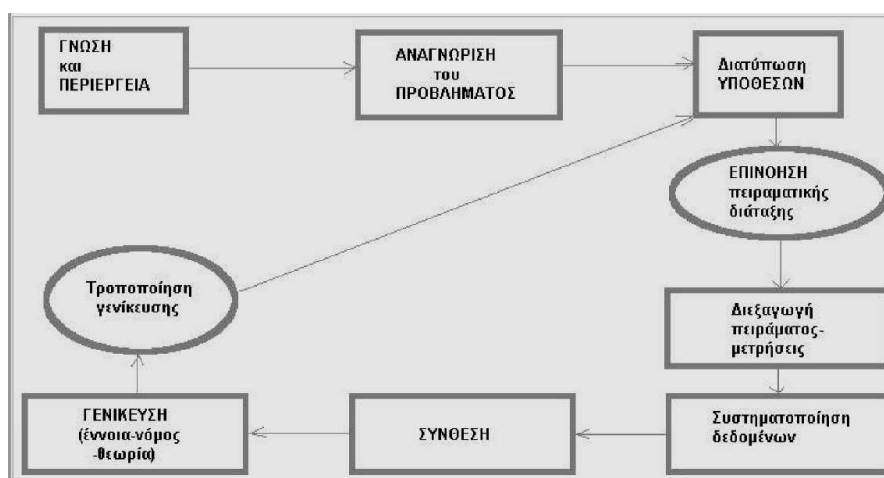 ΓΝΩΣΗ
και
ΠΕΡΙΕΡΓΕΙΑ
ΑΝΑΓΝΩΡΙΣΗ
του
ΠΡΟΒΛΗΜΑΤΟΣ
Διατύπωση
ΥΠΟΘΕΣΩΝ
ΕΠΙΝΟΗΣΗ
πειραματικής
διάταξης
Διεξαγωγή
πειράματος-
μετρήσεις
Συστηματοποίηση
δεδομένων
ΣΥΝΘΕΣΗ
ΓΕΝΙΚΕΥΣΗ
(έννοια-νόμος
-θεωρία)
Τροποποίηση
γενίκευσης